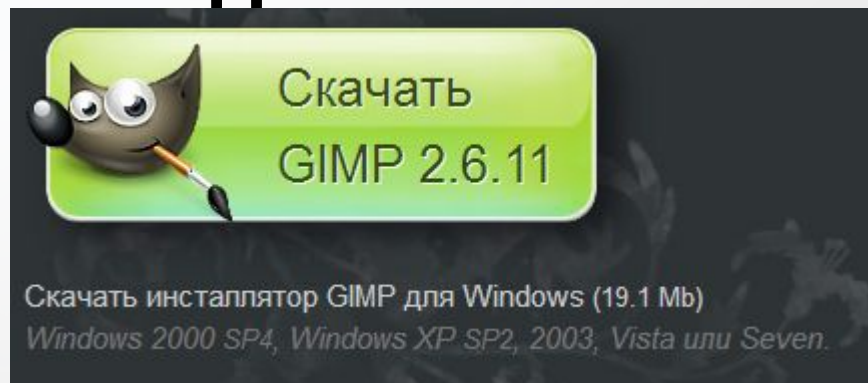 Скачать
GIMP 2.6.11
Скачать инсталлятор GIMP для Windows (19.1 Mb)
Windows 2000 SP4, Windows XP SP2, 2003, Vista или Seven.